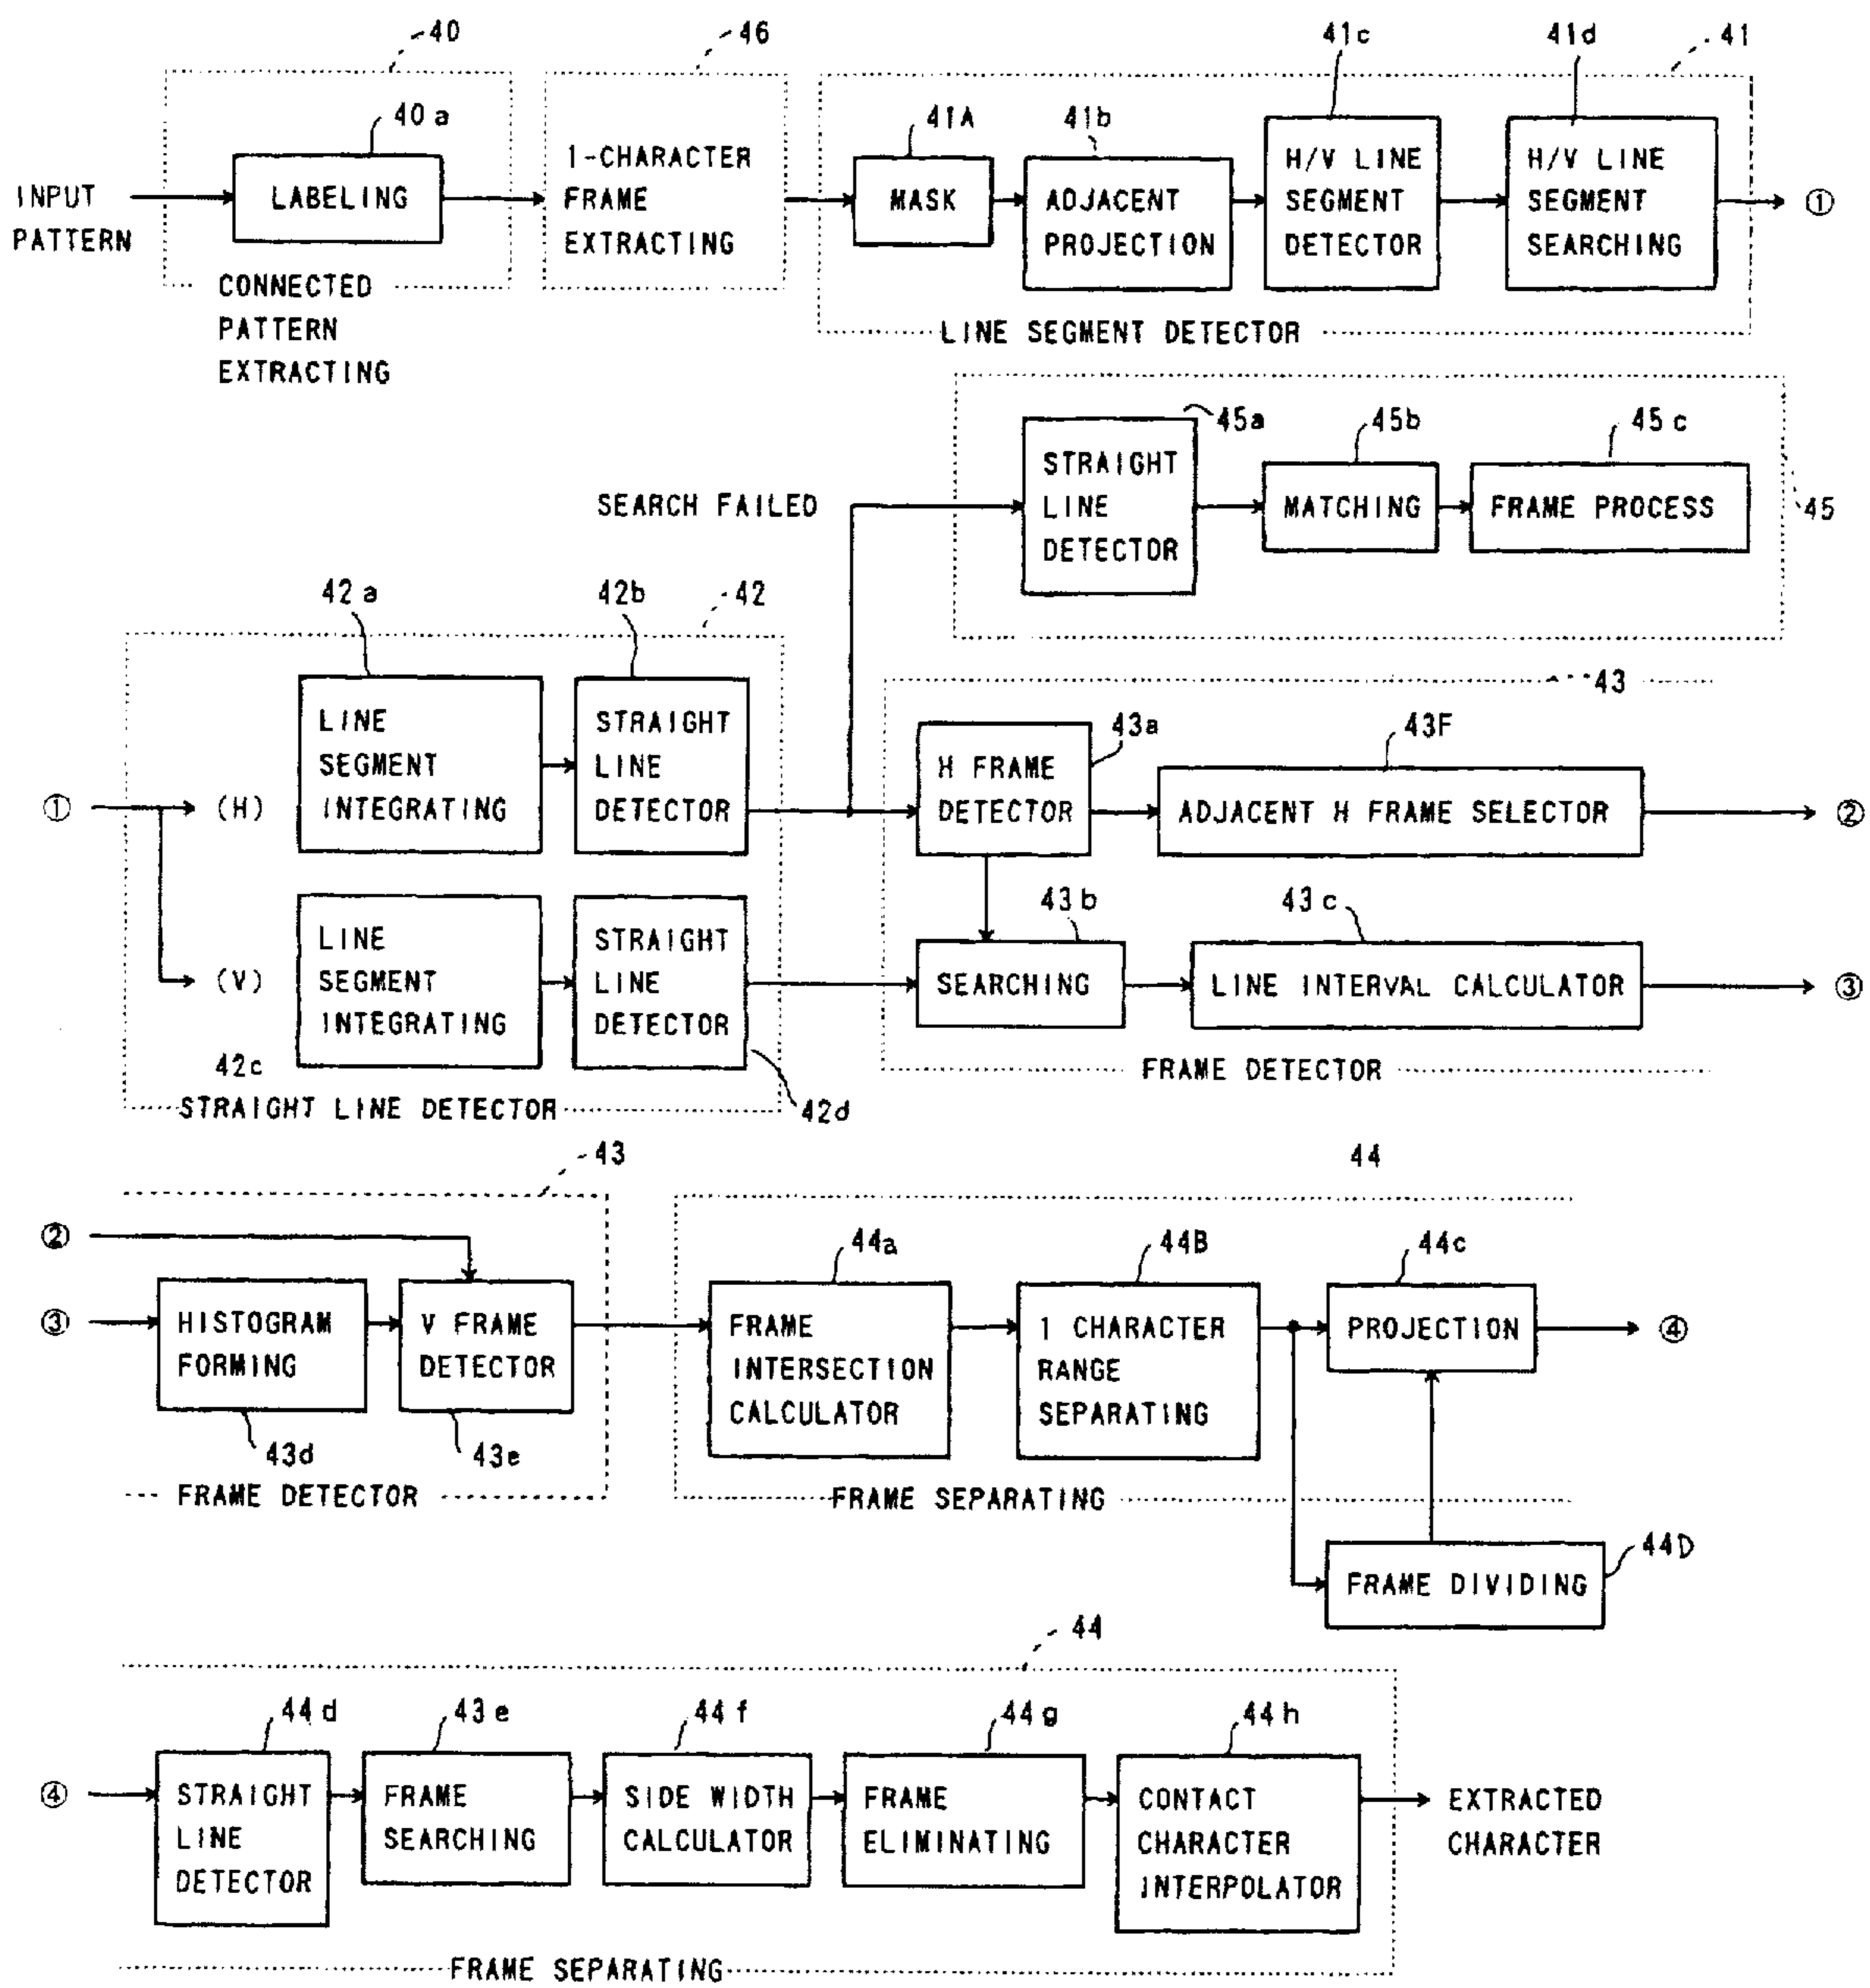 40
46
41c
41d
41
40a
41A
41b
INPUT
PATTERN
LABELING
1-CHARACTER
FRAME
EXTRACTING
MASK
ADJACENT
PROJECTION
H/V LINE
SEGMENT
DETECTOR
H/V LINE
SEGMENT
SEARCHING
①
CONNECTED
PATTERN
EXTRACTING
LINE SEGMENT DETECTOR
45a
45b
45c
STRAIGHT
LINE
DETECTOR
MATCHING
FRAME PROCESS
45
SEARCH FAILED
42a
42b
42
43
LINE
SEGMENT
INTEGRATING
STRAIGHT
LINE
DETECTOR
43a
43F
H FRAME
DETECTOR
ADJACENT H FRAME SELECTOR
②
①
(H)
(V)
LINE
SEGMENT
INTEGRATING
STRAIGHT
LINE
DETECTOR
43b
43c
SEARCHING
LINE INTERVAL CALCULATOR
③
42c
42d
STRAIGHT LINE DETECTOR
FRAME DETECTOR
43
44
②
44a
44B
44c
③
HISTOGRAM
FORMING
V FRAME
DETECTOR
FRAME
INTERSECTION
CALCULATOR
1 CHARACTER
RANGE
SEPARATING
PROJECTION
④
43d
43e
FRAME DETECTOR
FRAME SEPARATING
44D
FRAME DIVIDING
44
44d
43e
44f
44g
44h
④
STRAIGHT
LINE
DETECTOR
FRAME
SEARCHING
SIDE WIDTH
CALCULATOR
FRAME
ELIMINATING
CONTACT
CHARACTER
INTERPOLATOR
EXTRACTED
CHARACTER
FRAME SEPARATING